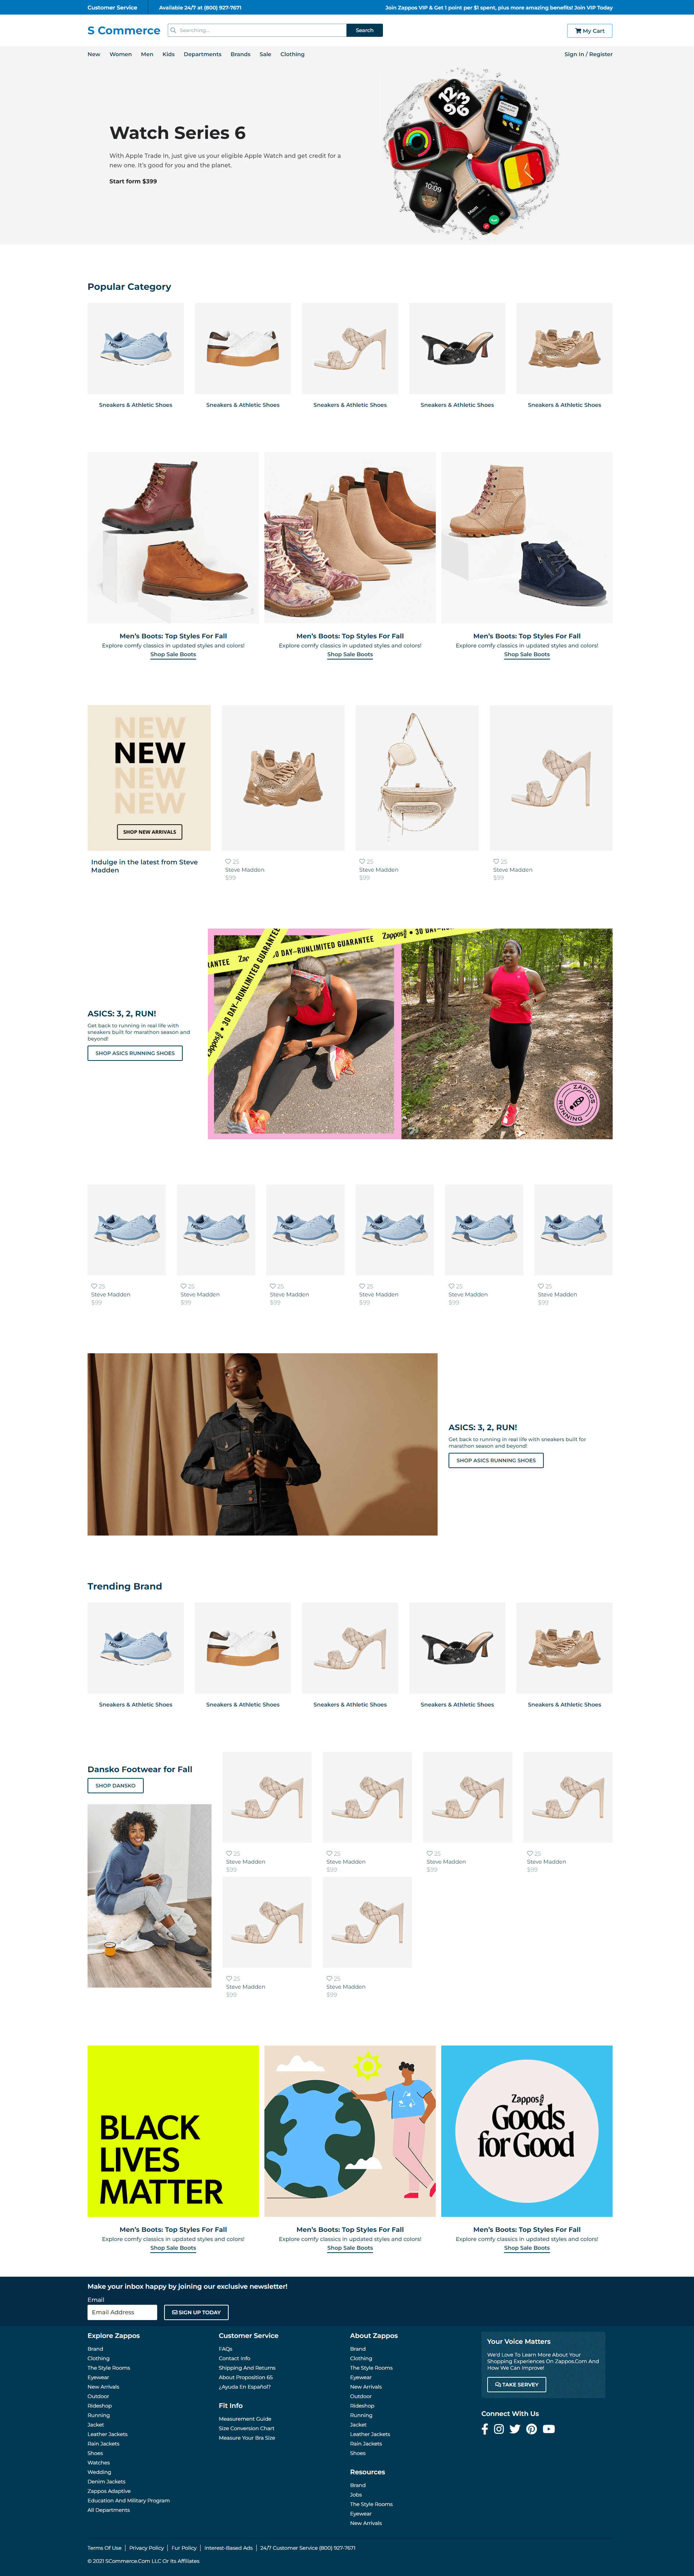 Customer Service
Available 24/7 at (800) 927-7671
Join Zappos VIP & Get 1 point per $1 spent, plus more amazing benefits! Join VIP Today
S Commerce
Searching...
Search
My Cart
New
Women
Men
Kids
Departments
Brands
Sale
Clothing
Sign In / Register
Watch Series 6
With Apple Trade In, just give us your eligible Apple Watch and get credit for a
new one. It's good for you and the planet.
Start form $399
10:09
Popular Category
Sneakers & Athletic Shoes
Sneakers & Athletic Shoes
Sneakers & Athletic Shoes
Sneakers & Athletic Shoes
Sneakers & Athletic Shoes
Men's Boots: Top Styles For Fall
Explore comfy classics in updated styles and colors!
Shop Sale Boots
Men's Boots: Top Styles For Fall
Explore comfy classics in updated styles and colors!
Shop Sale Boots
Men's Boots: Top Styles For Fall
Explore comfy classics in updated styles and colors!
Shop Sale Boots
NEW
NEW
NEW
NEW
SHOP NEW ARRIVALS
Indulge in the latest from Steve
Madden
25
Steve Madden
$99
25
Steve Madden
$99
25
Steve Madden
$99
ASICS: 3, 2, RUN!
Get back to running in real life with
sneakers built for marathon season and
beyond!
SHOP ASICS RUNNING SHOES
RANTEE
30 DAY–RUNLIMITED GUARANTEE
Zappos • 30 DAY–RUNLIMITED GUARANTEE
ZAPPOS
RUNNING
25
Steve Madden
$99
25
Steve Madden
$99
25
Steve Madden
$99
25
Steve Madden
$99
25
Steve Madden
$99
25
Steve Madden
$99
ASICS: 3, 2, RUN!
Get back to running in real life with sneakers built for
marathon season and beyond!
SHOP ASICS RUNNING SHOES
Trending Brand
Sneakers & Athletic Shoes
Sneakers & Athletic Shoes
Sneakers & Athletic Shoes
Sneakers & Athletic Shoes
Sneakers & Athletic Shoes
Dansko Footwear for Fall
SHOP DANSKO
25
Steve Madden
$99
25
Steve Madden
$99
25
Steve Madden
$99
25
Steve Madden
$99
25
Steve Madden
$99
25
Steve Madden
$99
BLACK
LIVES
MATTER
Zappos
Goods
for Good
Men's Boots: Top Styles For Fall
Explore comfy classics in updated styles and colors!
Shop Sale Boots
Men's Boots: Top Styles For Fall
Explore comfy classics in updated styles and colors!
Shop Sale Boots
Men's Boots: Top Styles For Fall
Explore comfy classics in updated styles and colors!
Shop Sale Boots
Make your inbox happy by joining our exclusive newsletter!
Email
Email Address
SIGN UP TODAY
Explore Zappos
Brand
Clothing
The Style Rooms
Eyewear
New Arrivals
Outdoor
Rideshop
Running
Jacket
Leather Jackets
Rain Jackets
Shoes
Watches
Wedding
Denim Jackets
Zappos Adaptive
Education And Military Program
All Departments
Customer Service
FAQs
Contact Info
Shipping And Returns
About Proposition 65
¿Ayuda En Español?
Fit Info
Measurement Guide
Size Conversion Chart
Measure Your Bra Size
About Zappos
Brand
Clothing
The Style Rooms
Eyewear
New Arrivals
Outdoor
Rideshop
Running
Jacket
Leather Jackets
Rain Jackets
Shoes
Resources
Brand
Jobs
The Style Rooms
Eyewear
New Arrivals
Your Voice Matters
We'd Love To Learn More About Your
Shopping Experiences On Zappos.Com And
How We Can Improve!
TAKE SERVEY
Connect With Us
Terms Of Use
Privacy Policy
Fur Policy
Interest-Based Ads
24/7 Customer Service (800) 927-7671
© 2021 SCommerce.Com LLC Or Its Affiliates